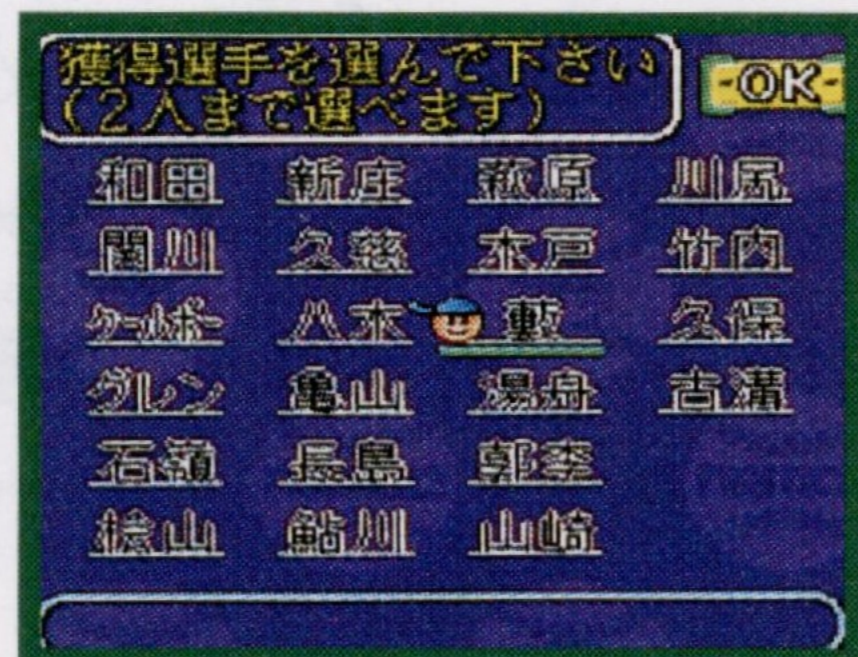 獲得選手を選んで下さい
(2人まで選べます)
-OK-
和田 新庄 萩原 川尻
関川 久慈 木戸 竹内
クールボー 八木 藪 久保
グレン 亀山 湯舟 古溝
石嶺 長島 郭李
桧山 鮎川 山崎